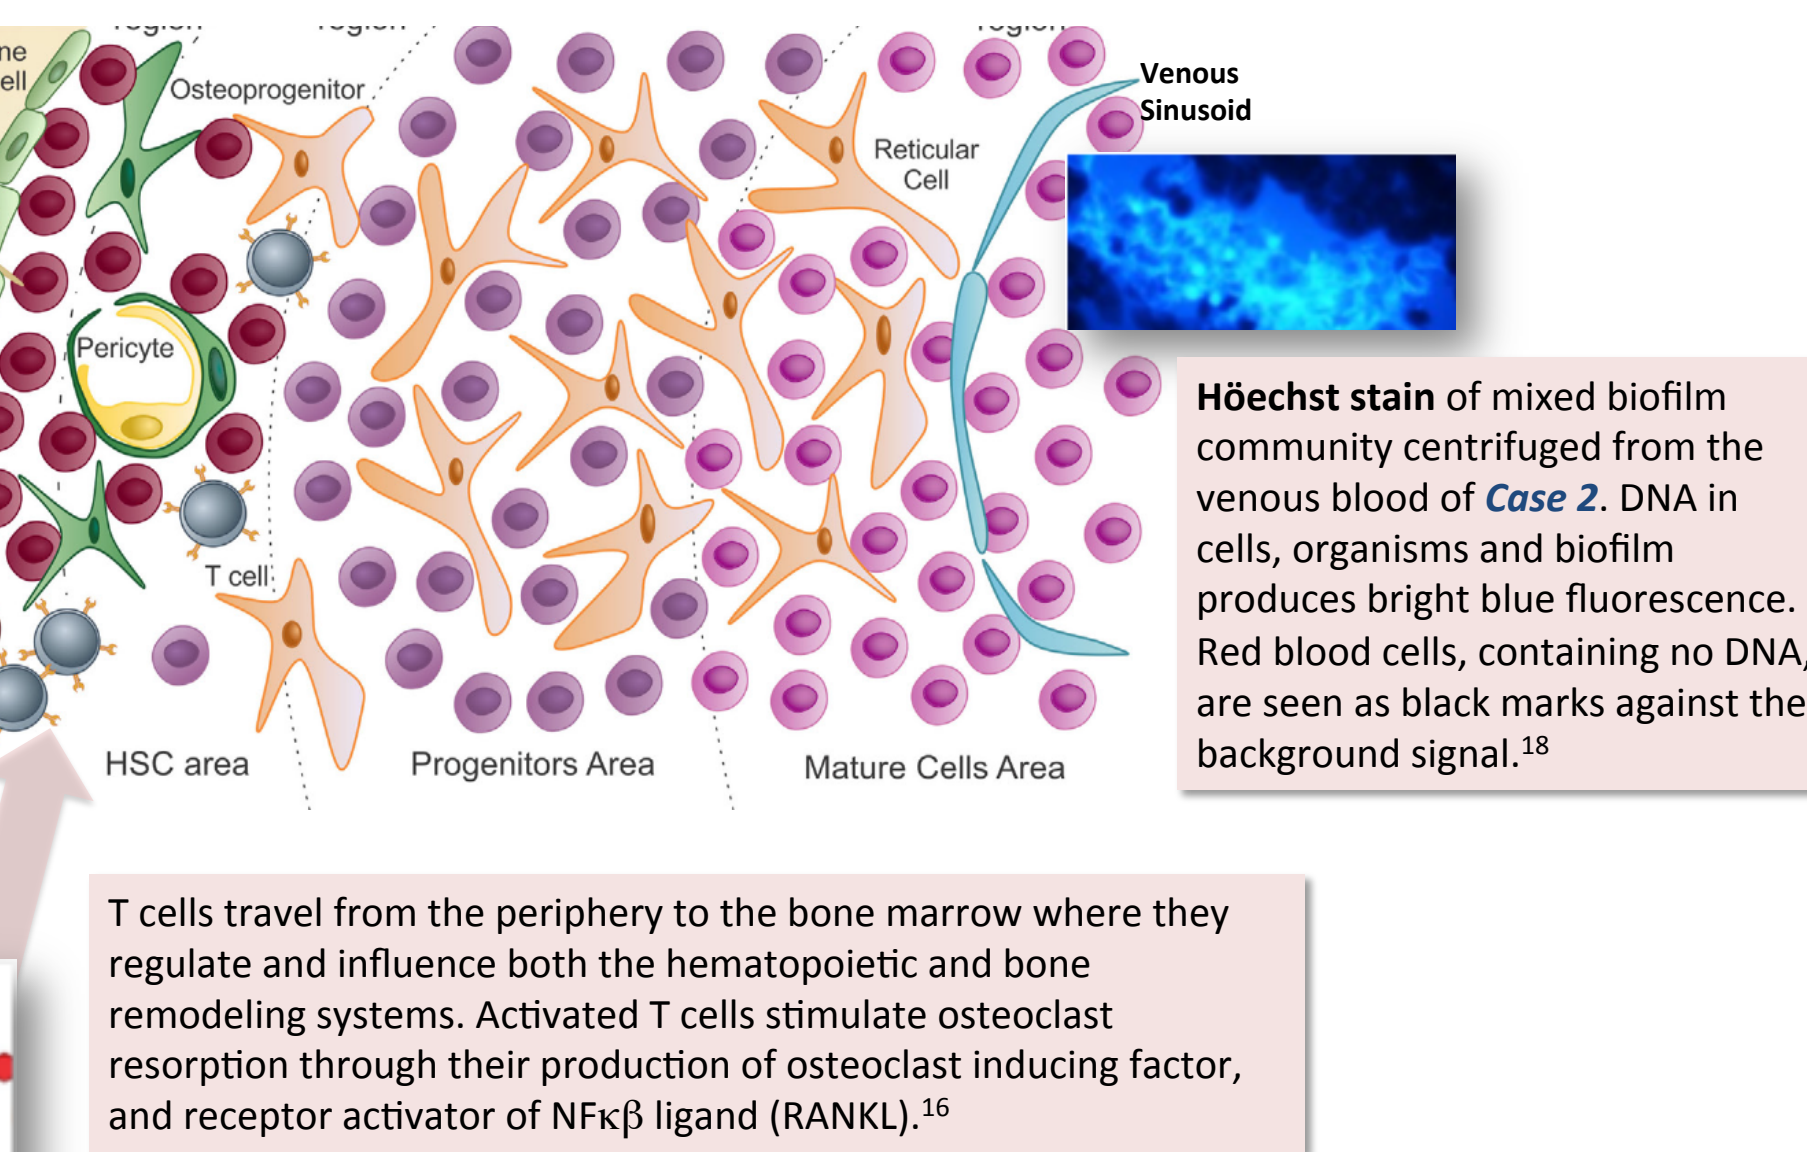 region
region
region
ne
ell
Osteoprogenitor
Venous
Sinusoid
Reticular
Cell
Pericyte
T cell
HSC area
Progenitors Area
Mature Cells Area
Höechst stain of mixed biofilm
community centrifuged from the
venous blood of Case 2. DNA in
cells, organisms and biofilm
produces bright blue fluorescence.
Red blood cells, containing no DNA,
are seen as black marks against the
background signal.18
T cells travel from the periphery to the bone marrow where they
regulate and influence both the hematopoietic and bone
remodeling systems. Activated T cells stimulate osteoclast
resorption through their production of osteoclast inducing factor,
and receptor activator of NFκβ ligand (RANKL).16